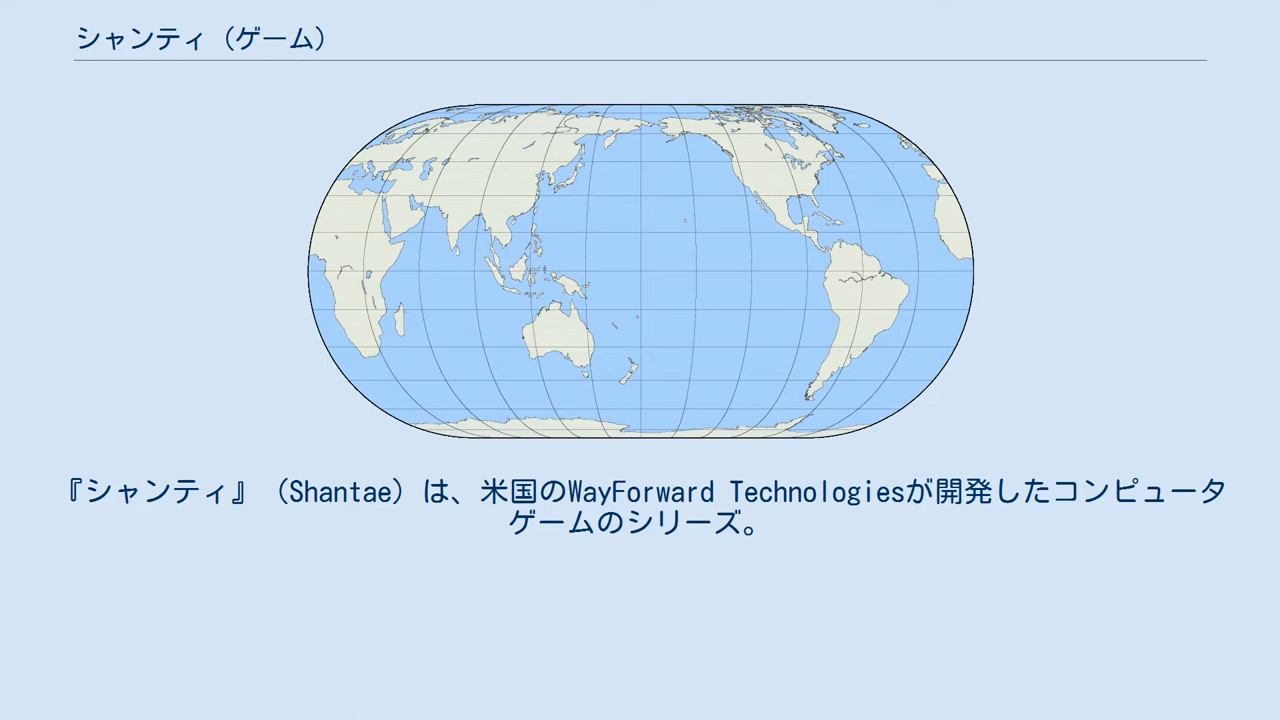 シャンティ（ゲーム）
『シャンティ』（Shantae）は、米国のWayForward Technologiesが開発したコンピュータ
ゲームのシリーズ。